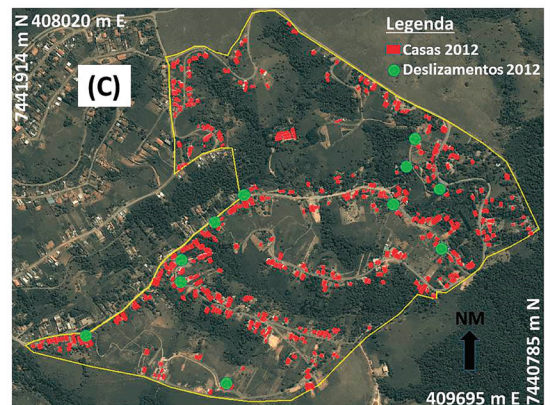 408020 m E
7441914 m N
(C)
Legenda
Casas 2012
Deslizamentos 2012
NM
409695 m E
7440785 m N